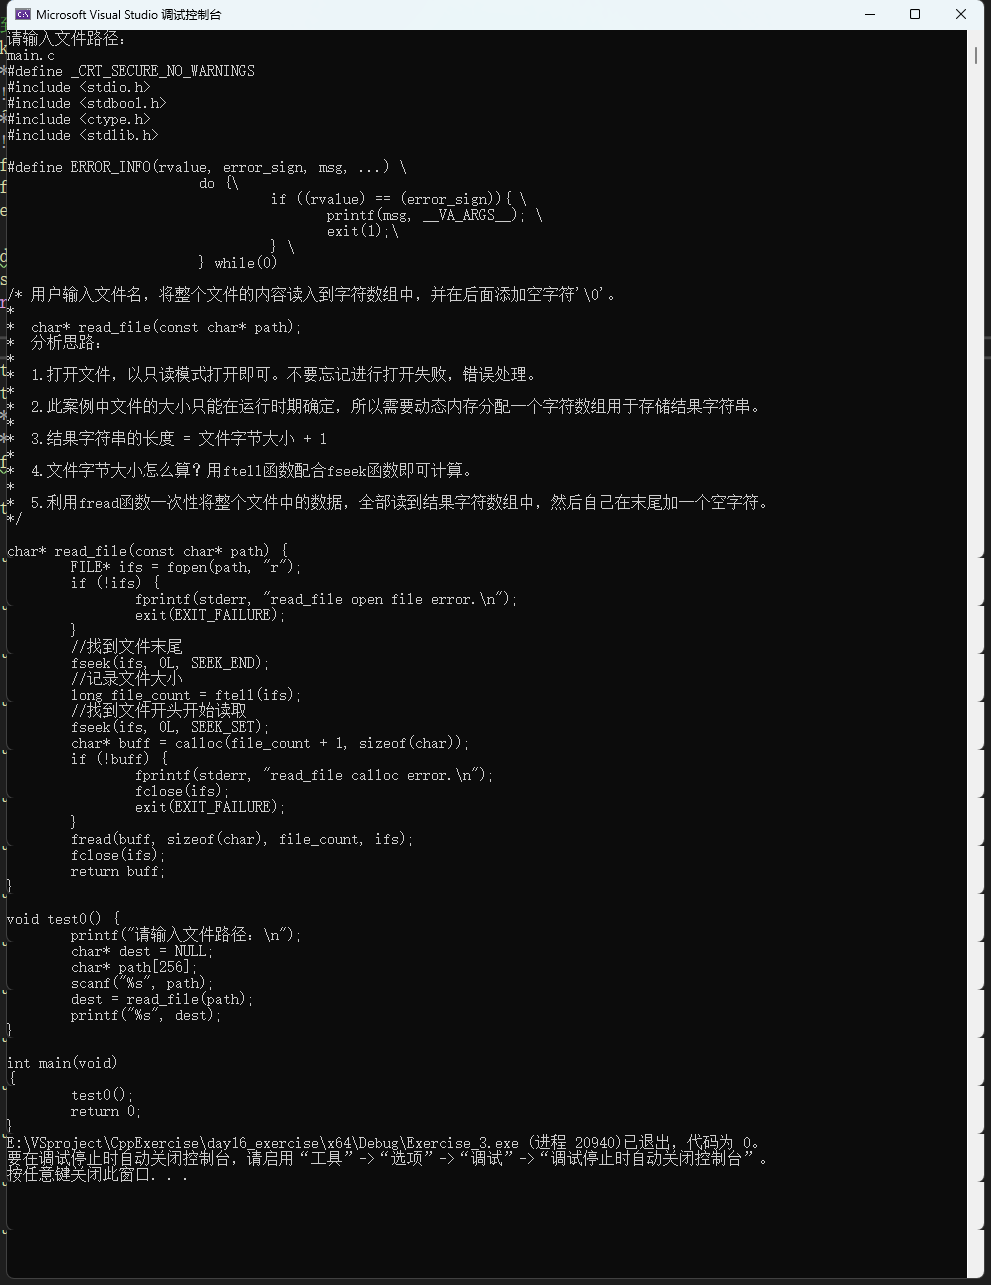 Microsoft Visual Studio 调试控制台
请输入文件路径：
main.c
#define _CRT_SECURE_NO_WARNINGS
#include <stdio.h>
#include <stdbool.h>
#include <ctype.h>
#include <stdlib.h>
#define ERROR_INFO(rvalue, error_sign, msg, ...) \
do {\
if ((rvalue) == (error_sign)){ \
printf(msg, __VA_ARGS__); \
exit(1);\
} \
} while(0)
/* 用户输入文件名，将整个文件的内容读入到字符数组中，并在后面添加空字符'\0'。
*
*  char* read_file(const char* path);
*  分析思路：
*
*  1.打开文件，以只读模式打开即可。不要忘记进行打开失败，错误处理。
*
*  2.此案例中文件的大小只能在运行时期确定，所以需要动态内存分配一个字符数组用于存储结果字符串。
*
*  3.结果字符串的长度 = 文件字节大小 + 1
*
*  4.文件字节大小怎么算？用ftell函数配合fseek函数即可计算。
*
*  5.利用fread函数一次性将整个文件中的数据，全部读到结果字符数组中，然后自己在末尾加一个空字符。
*/
char* read_file(const char* path) {
FILE* ifs = fopen(path, "r");
if (!ifs) {
fprintf(stderr, "read_file open file error.\n");
exit(EXIT_FAILURE);
}
//找到文件末尾
fseek(ifs, 0L, SEEK_END);
//记录文件大小
long file_count = ftell(ifs);
//找到文件开头开始读取
fseek(ifs, 0L, SEEK_SET);
char* buff = calloc(file_count + 1, sizeof(char));
if (!buff) {
fprintf(stderr, "read_file calloc error.\n");
fclose(ifs);
exit(EXIT_FAILURE);
}
fread(buff, sizeof(char), file_count, ifs);
fclose(ifs);
return buff;
}
void test0() {
printf("请输入文件路径：\n");
char* dest = NULL;
char* path[256];
scanf("%s", path);
dest = read_file(path);
printf("%s", dest);
}
int main(void)
{
test0();
return 0;
}
E:\VSproject\CppExercise\day16_exercise\x64\Debug\Exercise_3.exe (进程 20940)已退出，代码为 0。
要在调试停止时自动关闭控制台，请启用“工具”->“选项”->“调试”->“调试停止时自动关闭控制台”。
按任意键关闭此窗口. . .